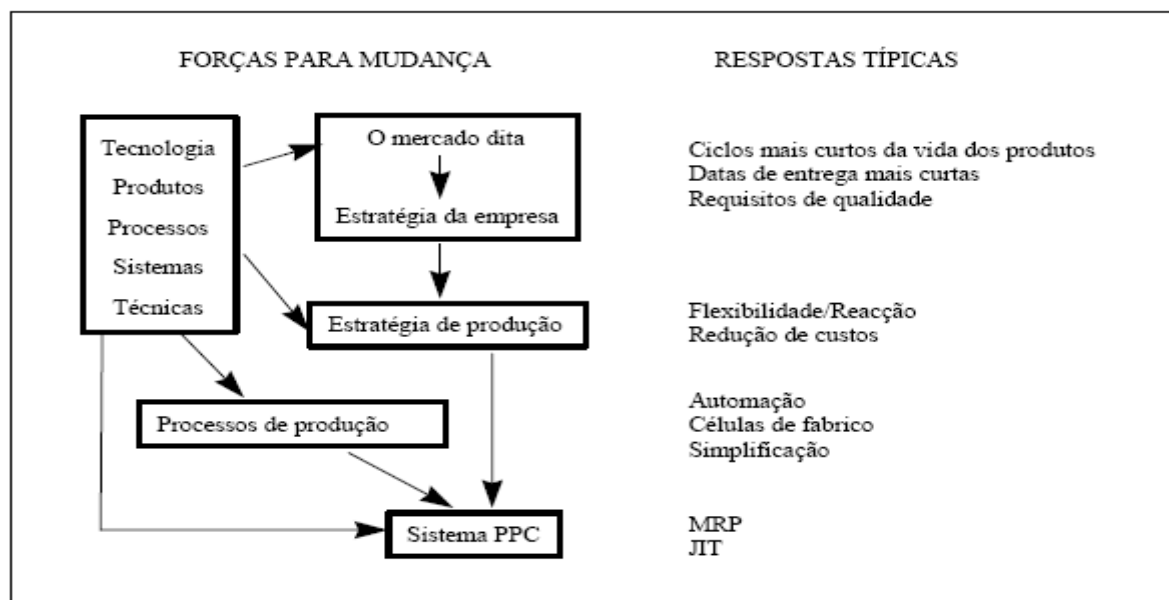 FORÇAS PARA MUDANÇA
RESPOSTAS TÍPICAS
Tecnologia
Produtos
Processos
Sistemas
Técnicas
O mercado dita
Estratégia da empresa
Ciclos mais curtos da vida dos produtos
Datas de entrega mais curtas
Requisitos de qualidade
Estratégia de produção
Flexibilidade/Reacção
Redução de custos
Processos de produção
Automação
Células de fabrico
Simplificação
Sistema PPC
MRP
JIT